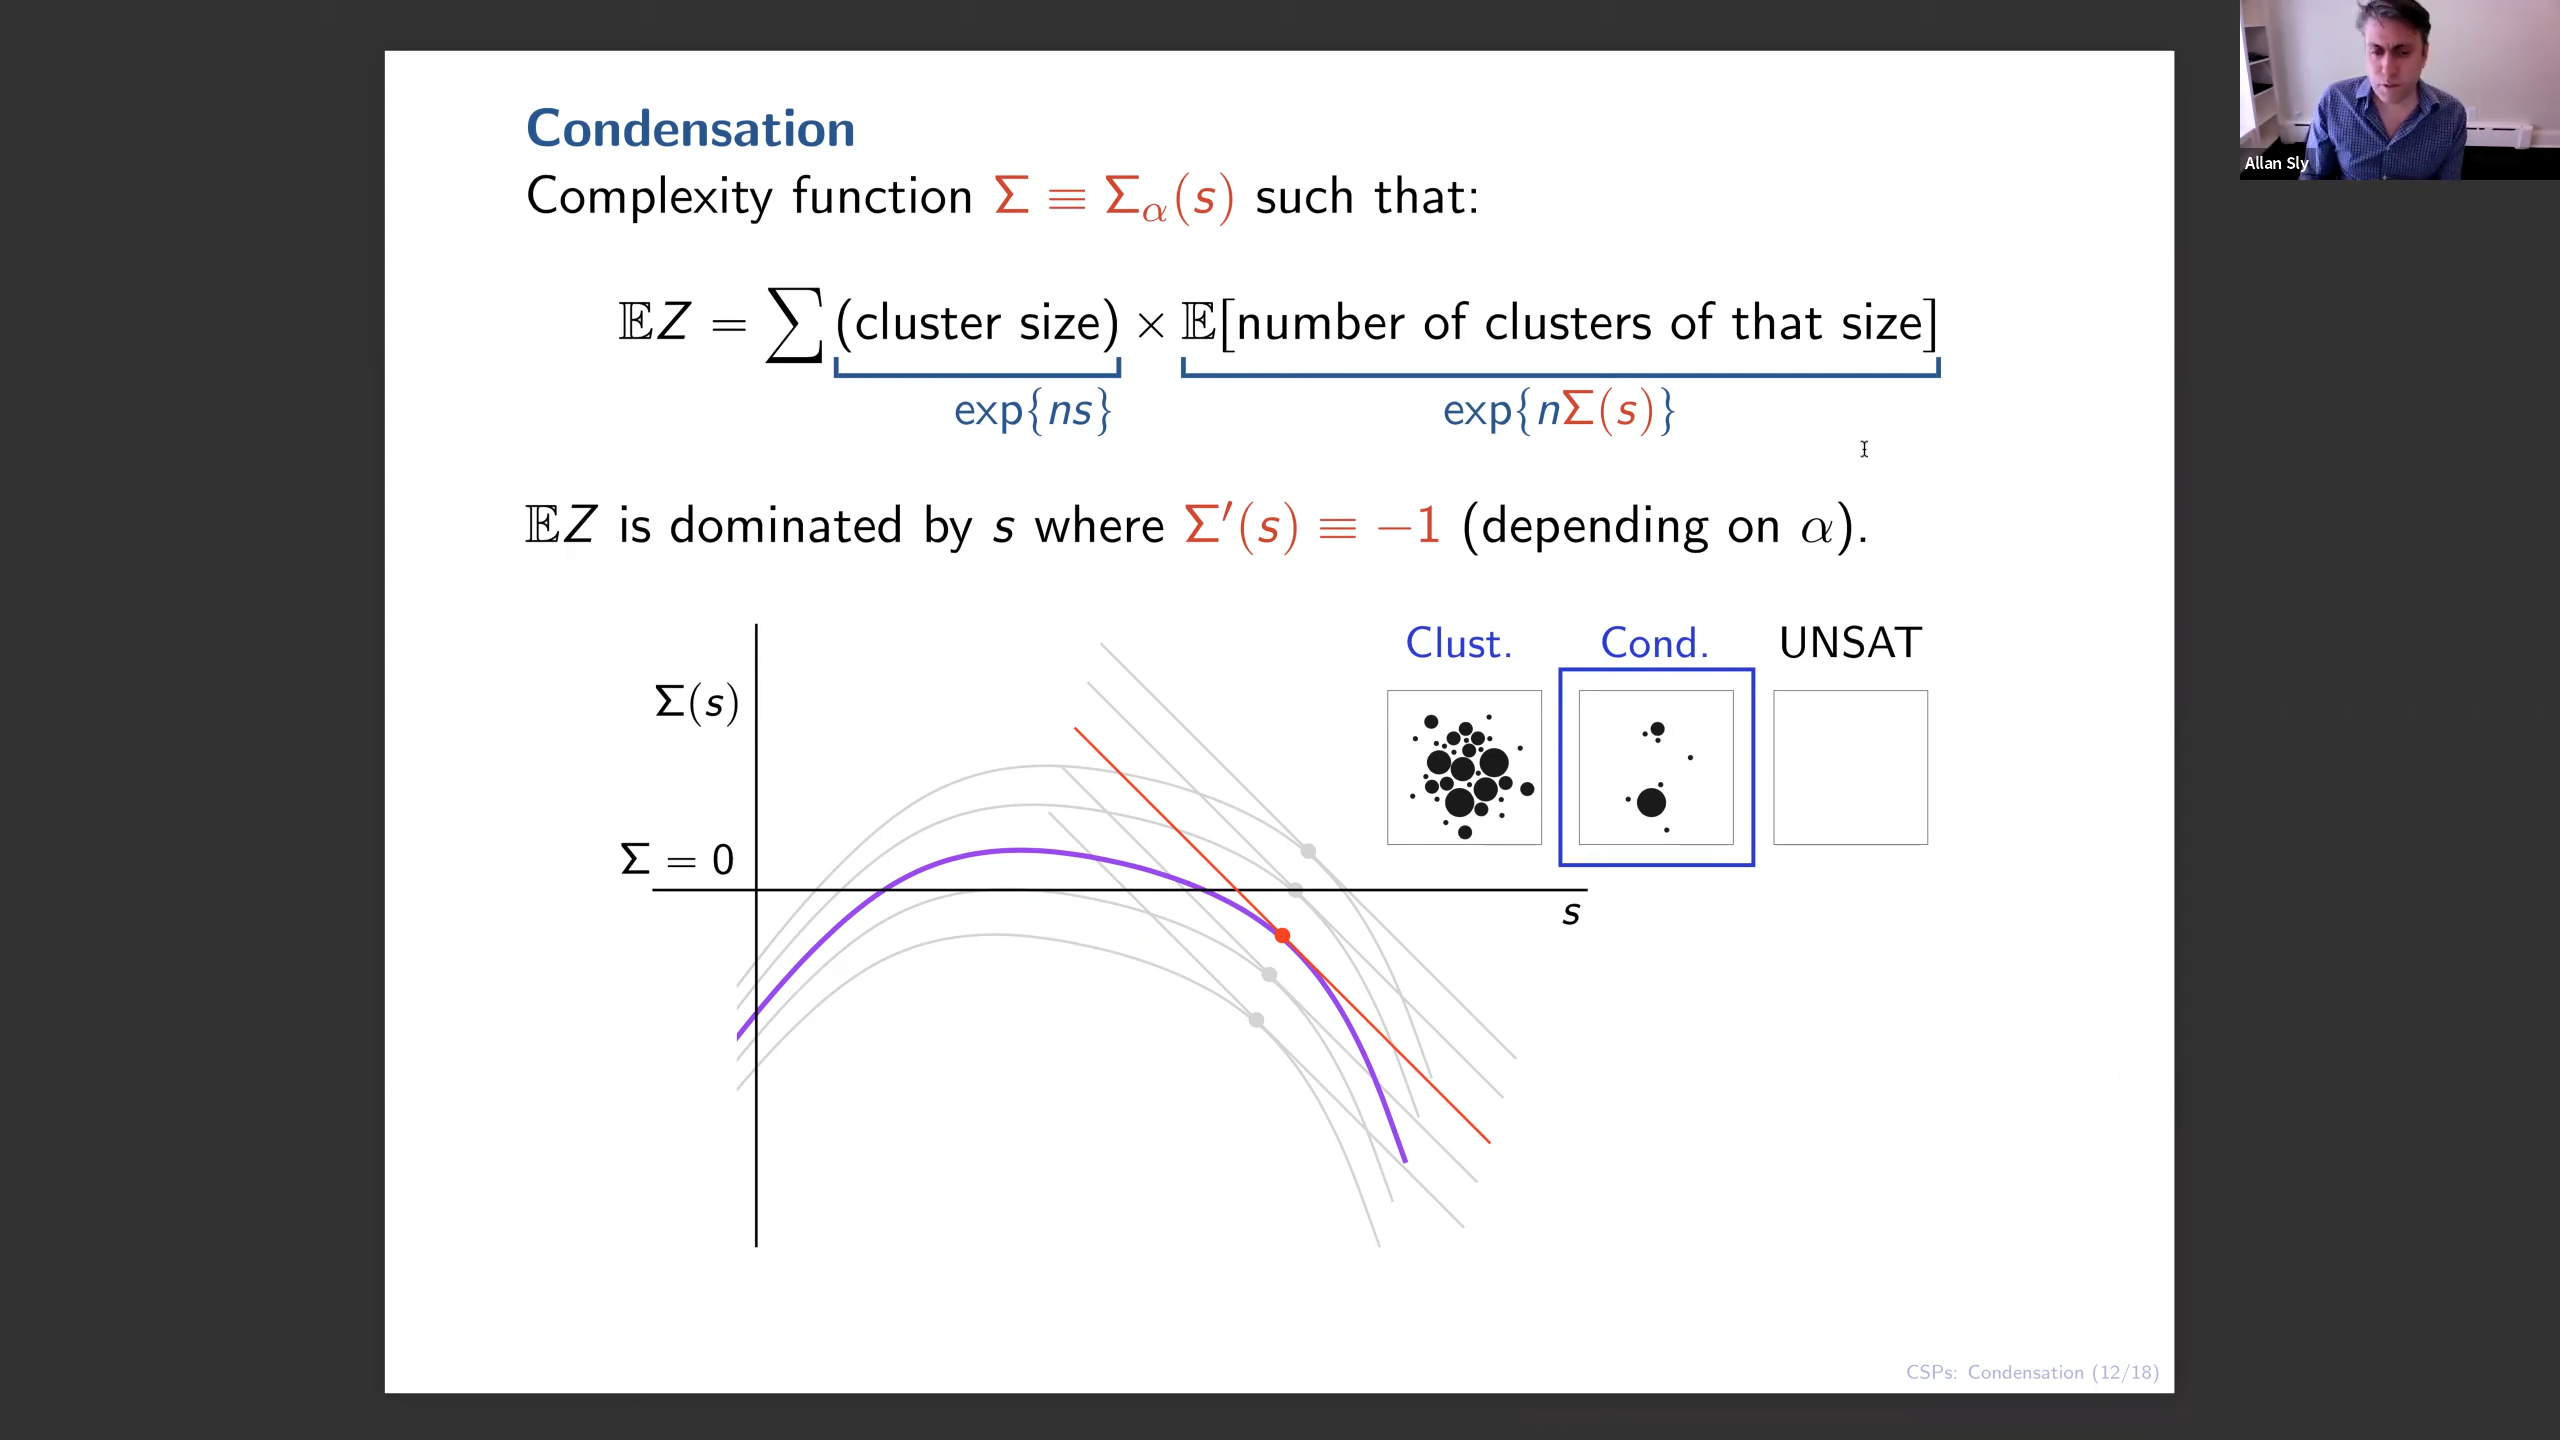 Condensation
Complexity function Σ ≡ Σ_α(s) such that:
𝔼Z = ∑ (cluster size) × 𝔼[number of clusters of that size]
exp{ns} exp{nΣ(s)}
𝔼Z is dominated by s where Σ′(s) ≡ −1 (depending on α).
Clust. Cond. UNSAT
Σ(s)
Σ = 0
s
CSPs: Condensation (12/18)
Allan Sly